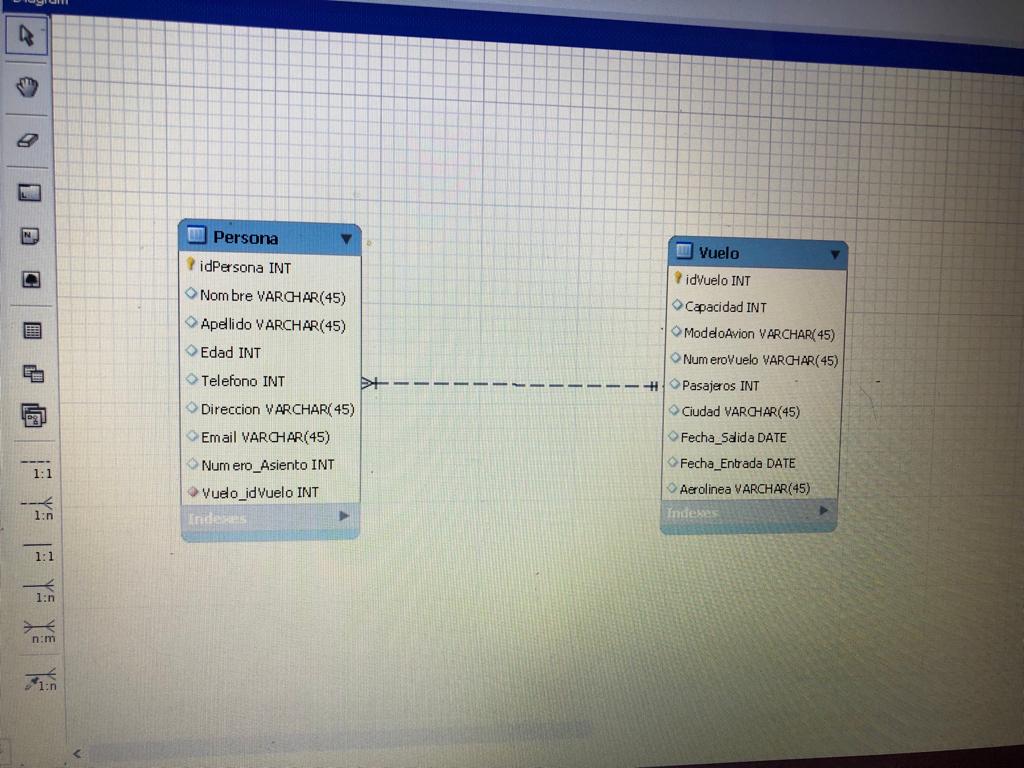 Diagram
Persona
idPersona INT
Nombre VARCHAR(45)
Apellido VARCHAR(45)
Edad INT
Telefono INT
Direccion VARCHAR(45)
Email VARCHAR(45)
Numero_Asiento INT
Vuelo_idVuelo INT
Indexes
Vuelo
idVuelo INT
Capacidad INT
ModeloAvion VARCHAR(45)
NumeroVuelo VARCHAR(45)
Pasajeros INT
Ciudad VARCHAR(45)
Fecha_Salida DATE
Fecha_Entrada DATE
Aerolinea VARCHAR(45)
Indexes
1:1
1:n
1:1
1:n
n:m
1:n